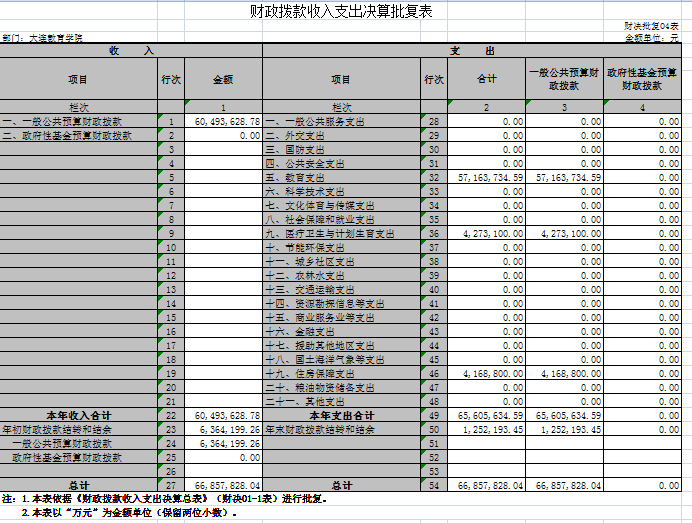 财政拨款收入支出决算批复表
财决批复04表
部门：大连教育学院 金额单位：元
收 入 支 出
项目 行次 金额 项目 行次 合计 一般公共预算财政拨款 政府性基金预算财政拨款
栏次 1 栏次 2 3 4
一、一般公共预算财政拨款 1 60,493,628.78 一、一般公共服务支出 28 0.00 0.00 0.00
二、政府性基金预算财政拨款 2 0.00 二、外交支出 29 0.00 0.00 0.00
3 三、国防支出 30 0.00 0.00 0.00
4 四、公共安全支出 31 0.00 0.00 0.00
5 五、教育支出 32 57,163,734.59 57,163,734.59 0.00
6 六、科学技术支出 33 0.00 0.00 0.00
7 七、文化体育与传媒支出 34 0.00 0.00 0.00
8 八、社会保障和就业支出 35 0.00 0.00 0.00
9 九、医疗卫生与计划生育支出 36 4,273,100.00 4,273,100.00 0.00
10 十、节能环保支出 37 0.00 0.00 0.00
11 十一、城乡社区支出 38 0.00 0.00 0.00
12 十二、农林水支出 39 0.00 0.00 0.00
13 十三、交通运输支出 40 0.00 0.00 0.00
14 十四、资源勘探信息等支出 41 0.00 0.00 0.00
15 十五、商业服务业等支出 42 0.00 0.00 0.00
16 十六、金融支出 43 0.00 0.00 0.00
17 十七、援助其他地区支出 44 0.00 0.00 0.00
18 十八、国土海洋气象等支出 45 0.00 0.00 0.00
19 十九、住房保障支出 46 4,168,800.00 4,168,800.00 0.00
20 二十、粮油物资储备支出 47 0.00 0.00 0.00
21 二十一、其他支出 48 0.00 0.00 0.00
本年收入合计 22 60,493,628.78 本年支出合计 49 65,605,634.59 65,605,634.59 0.00
年初财政拨款结转和结余 23 6,364,199.26 年末财政拨款结转和结余 50 1,252,193.45 1,252,193.45 0.00
一般公共预算财政拨款 24 6,364,199.26 51
政府性基金预算财政拨款 25 0.00 52
26 53
总计 27 66,857,828.04 总计 54 66,857,828.04 66,857,828.04 0.00
注：1.本表依据《财政拨款收入支出决算总表》（财决01-1表）进行批复。
2.本表以“万元”为金额单位（保留两位小数）。